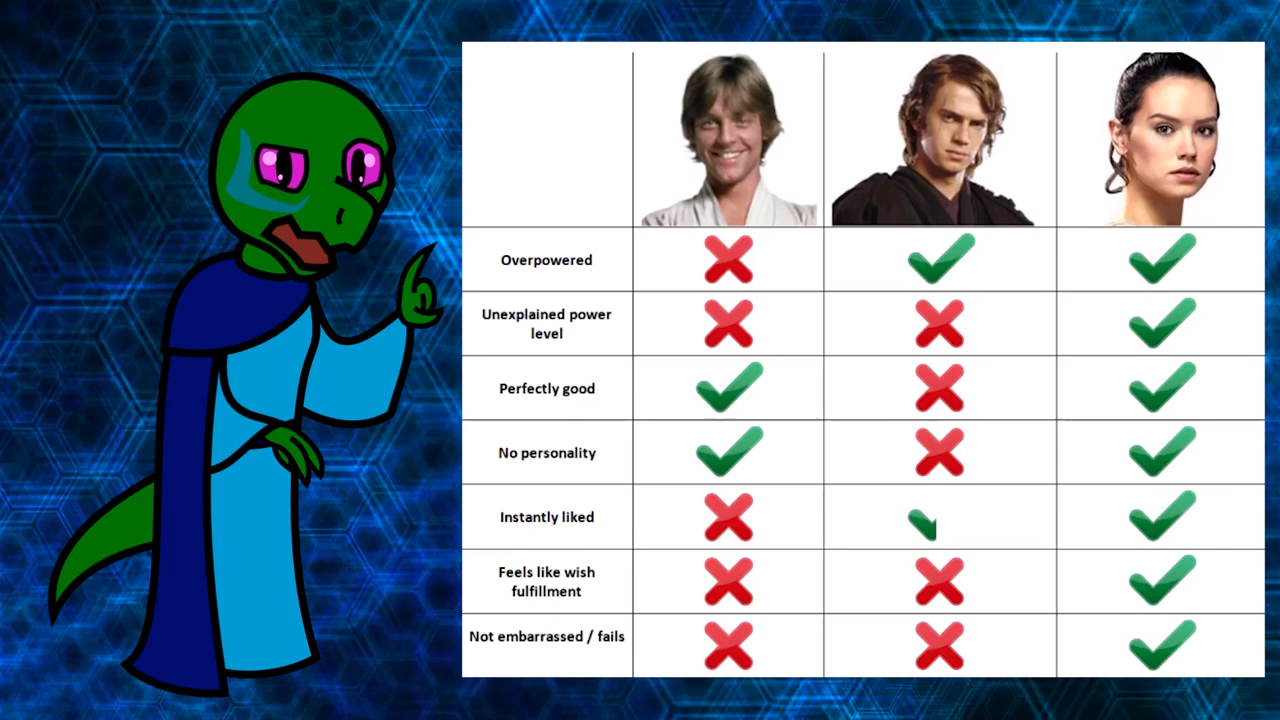 Overpowered
Unexplained power
level
Perfectly good
No personality
Instantly liked
Feels like wish
fulfillment
Not embarrassed / fails